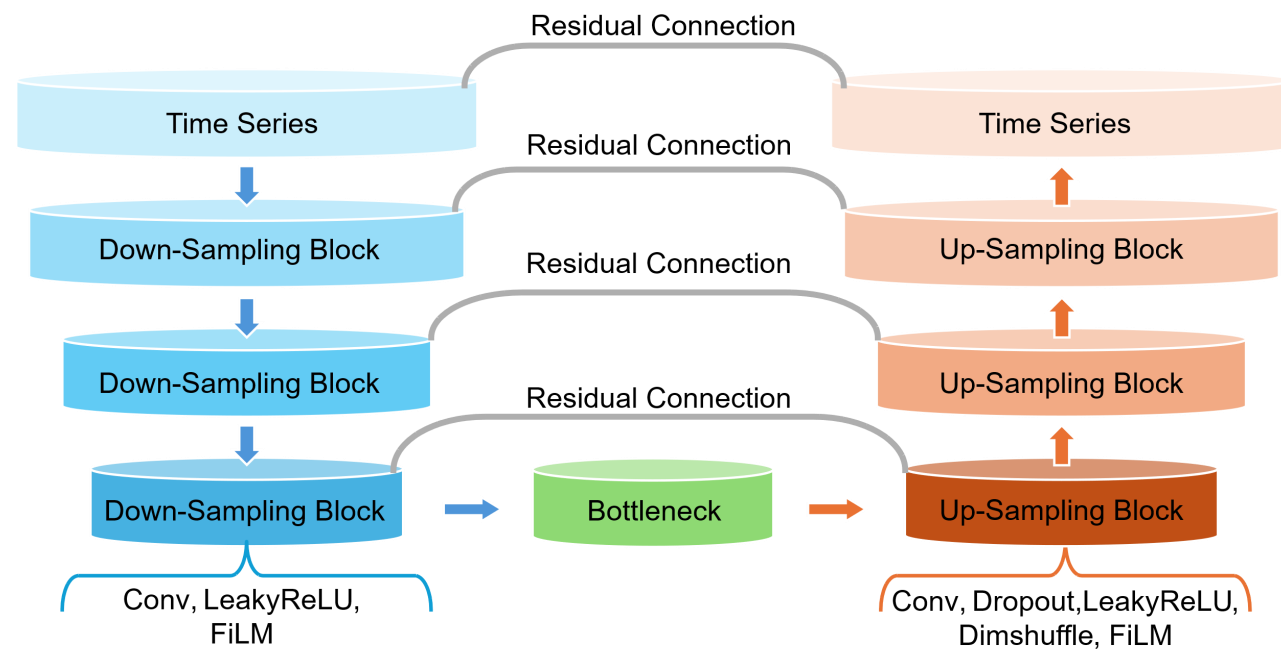 Residual Connection
Time Series
Time Series
Residual Connection
Down-Sampling Block
Up-Sampling Block
Residual Connection
Down-Sampling Block
Up-Sampling Block
Residual Connection
Down-Sampling Block
Bottleneck
Up-Sampling Block
Conv, LeakyReLU,
FiLM
Conv, Dropout,LeakyReLU,
Dimshuffle, FiLM